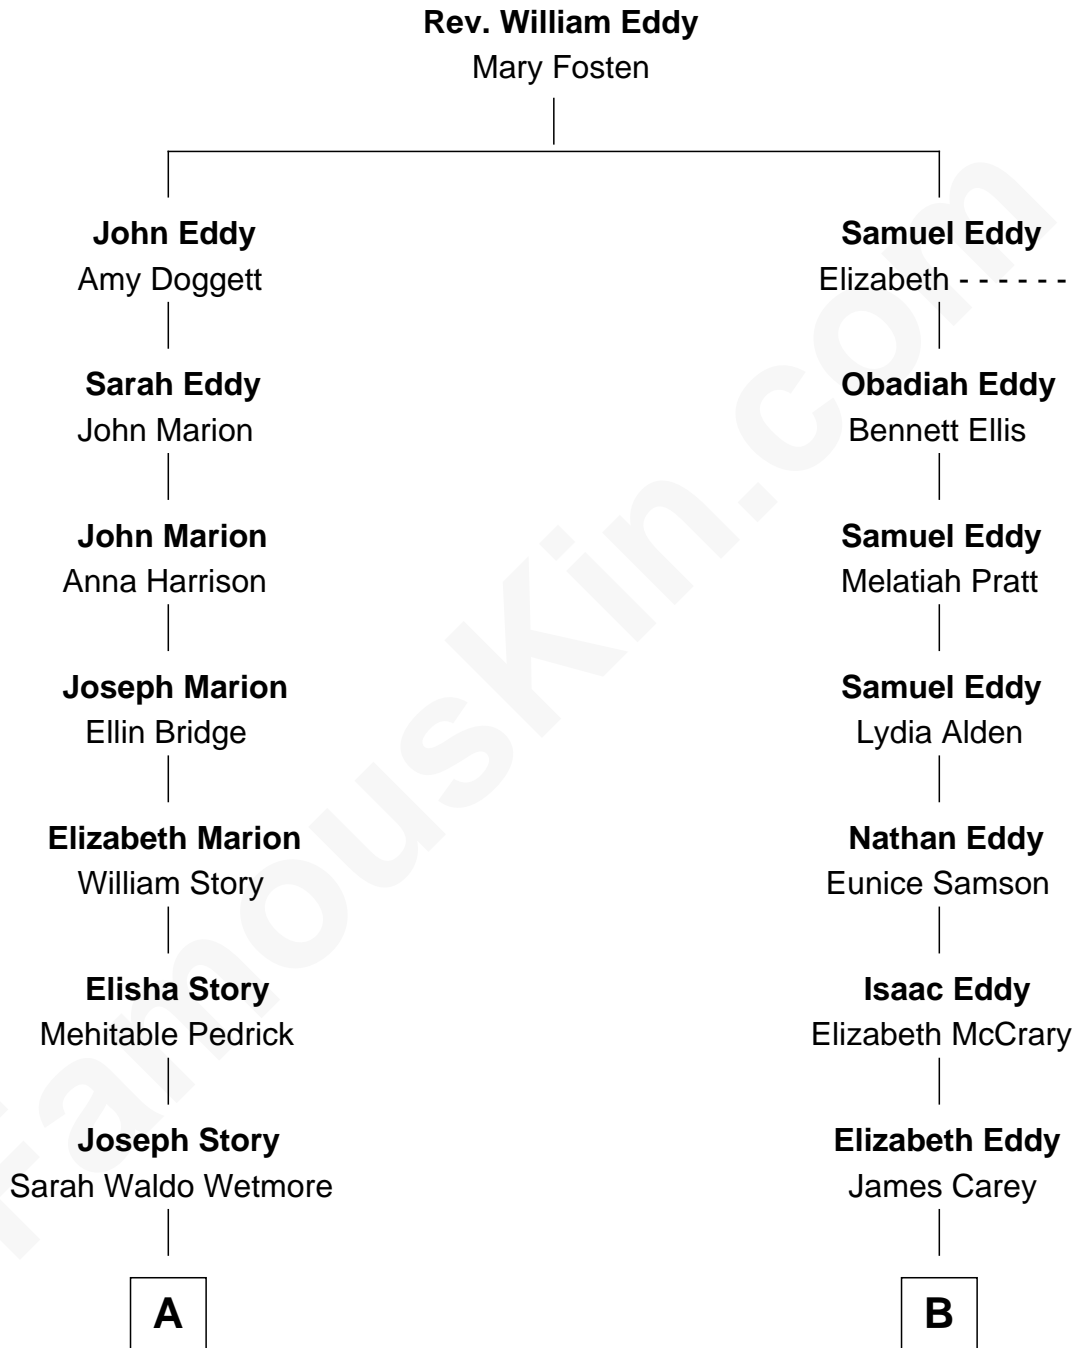 Rev. William Eddy
Mary Fosten
John Eddy
Amy Doggett
Sarah Eddy
John Marion
John Marion
Anna Harrison
Joseph Marion
Ellin Bridge
Elizabeth Marion
William Story
Elisha Story
Mehitable Pedrick
Joseph Story
Sarah Waldo Wetmore
A
Samuel Eddy
Elizabeth - - - - - -
Obadiah Eddy
Bennett Ellis
Samuel Eddy
Melatiah Pratt
Samuel Eddy
Lydia Alden
Nathan Eddy
Eunice Samson
Isaac Eddy
Elizabeth McCrary
Elizabeth Eddy
James Carey
B
FamousKin.com